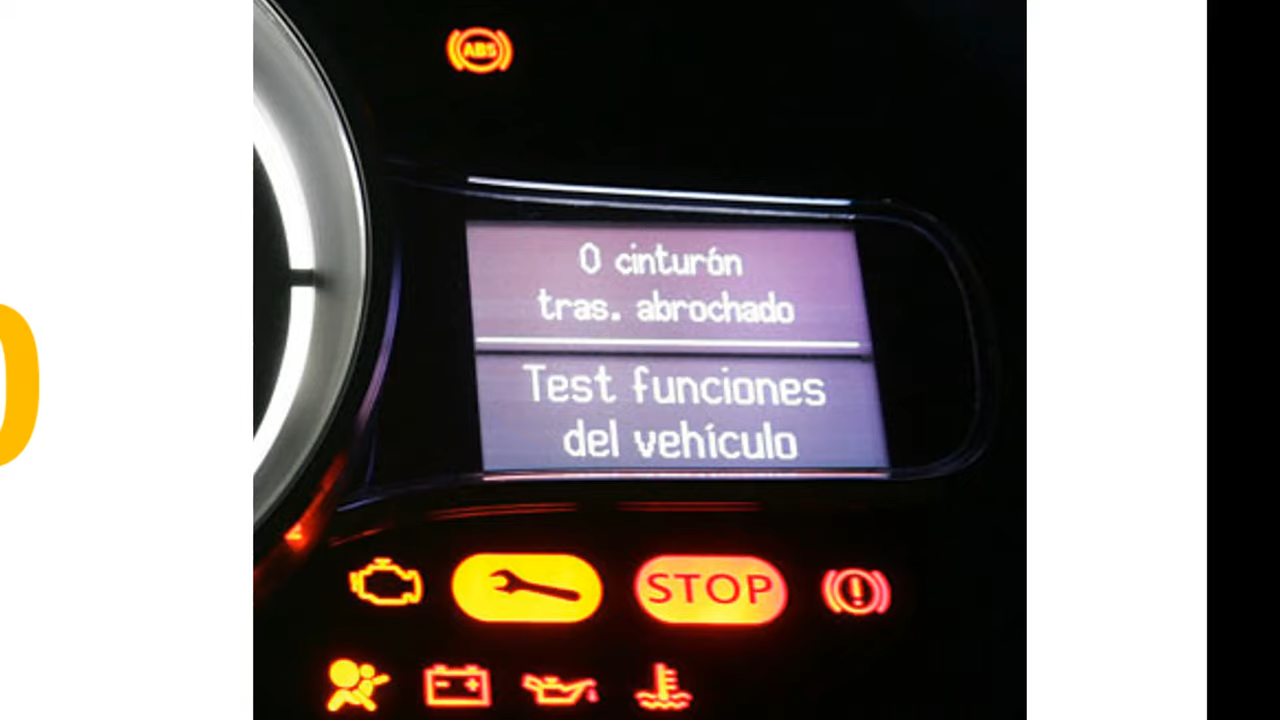 ABS
0 cinturón
tras. abrochado
Test funciones
del vehículo
STOP